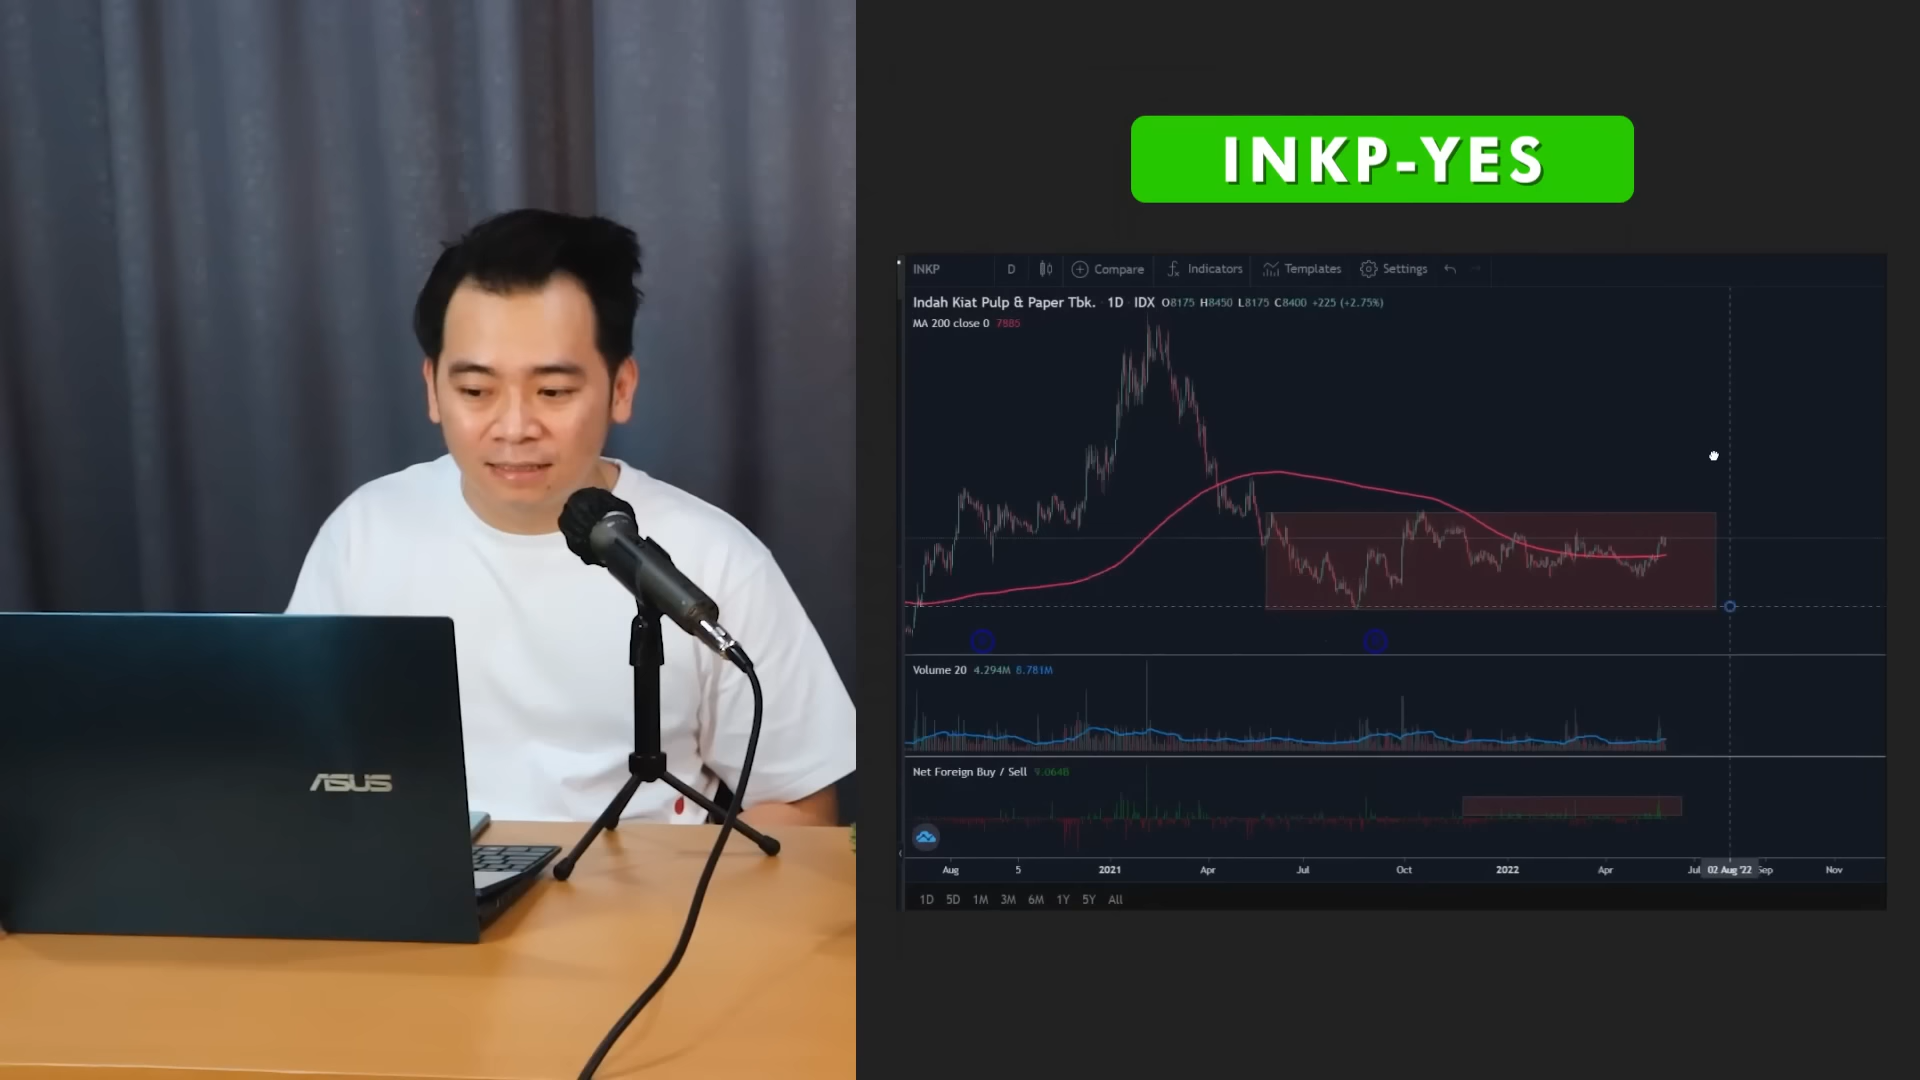 INKP-YES
INKP D Compare Indicators Templates Settings
Indah Kiat Pulp & Paper Tbk. 1D IDX O8175 H8450 L8175 C8400 +225 (+2.75%)
MA 200 close 0 7885
Volume 20 4.294M 8.781M
Net Foreign Buy / Sell 9.064B
Aug 5 2021 Apr Jul Oct 2022 Apr Jul 02 Aug '22 Sep Nov
1D 5D 1M 3M 6M 1Y 5Y All
ASUS